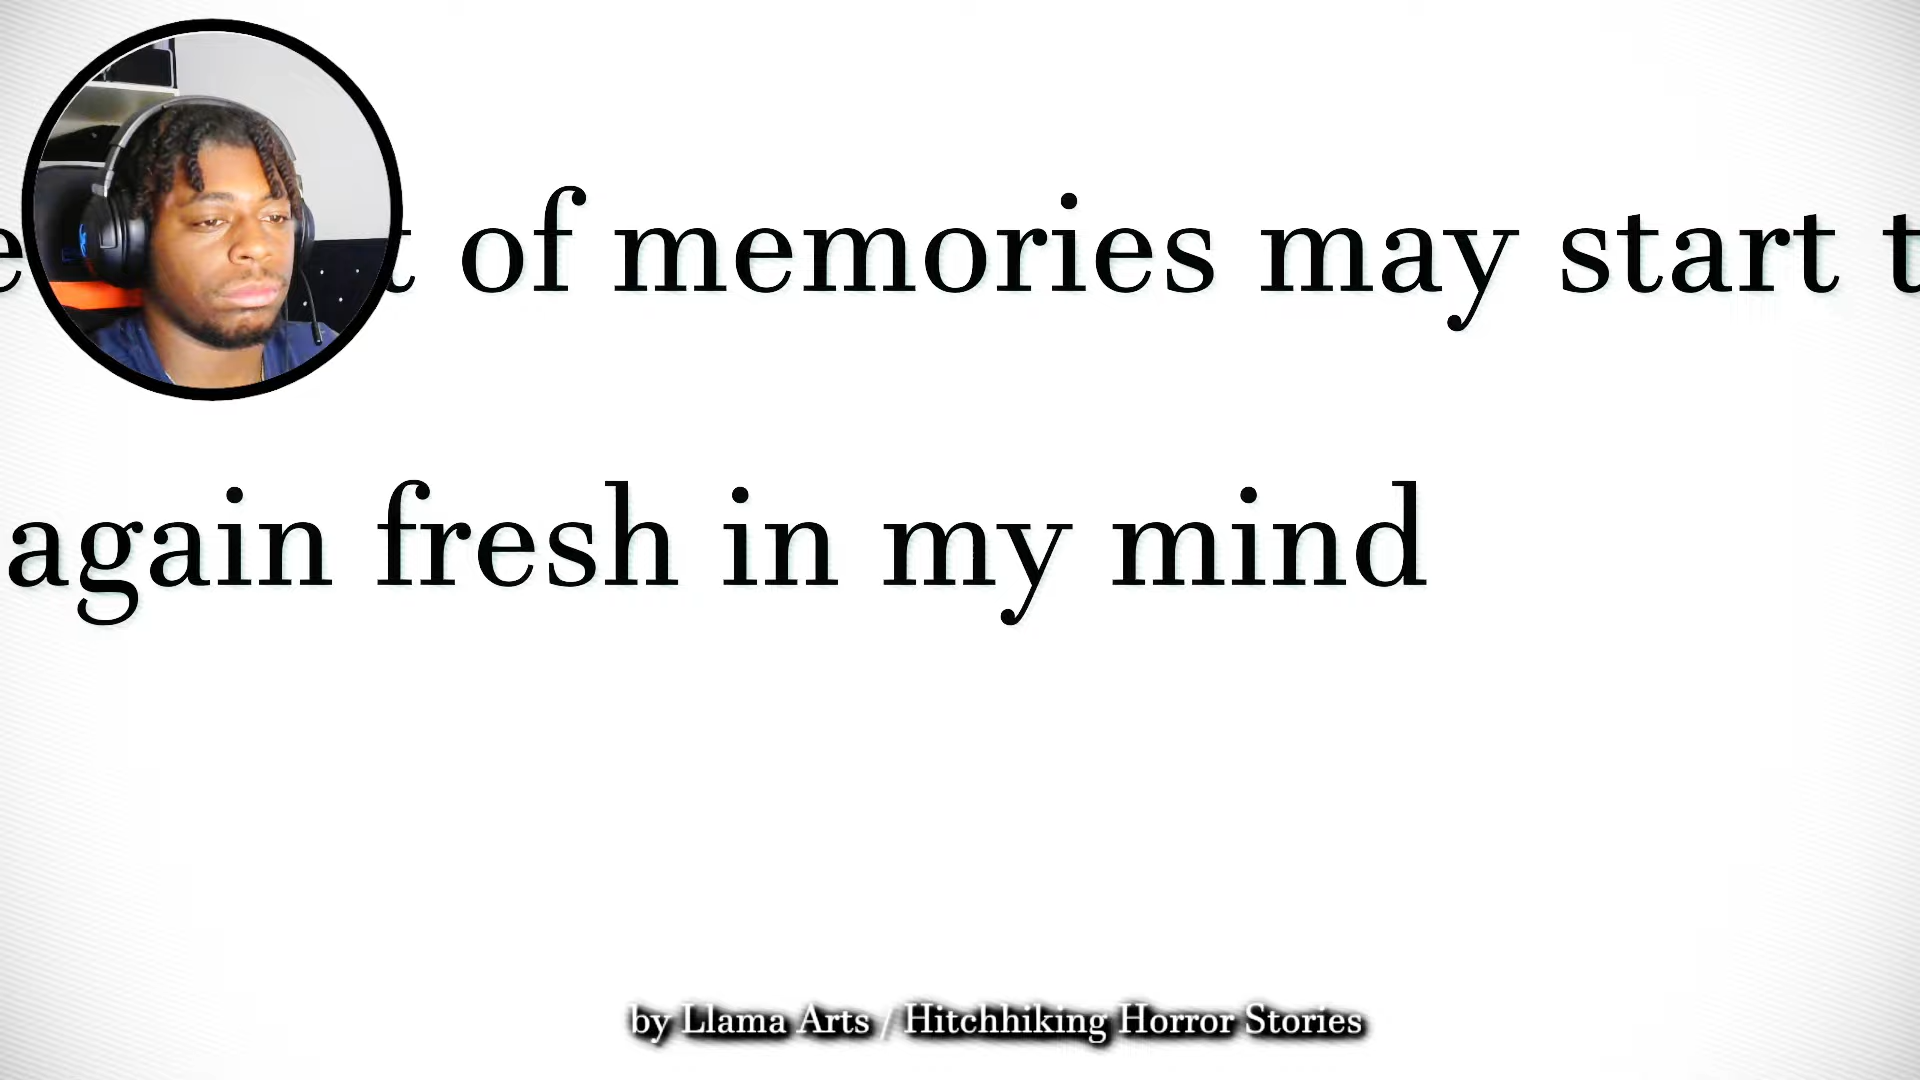 of memories may start
again fresh in my mind
by Llama Arts / Hitchhiking Horror Stories